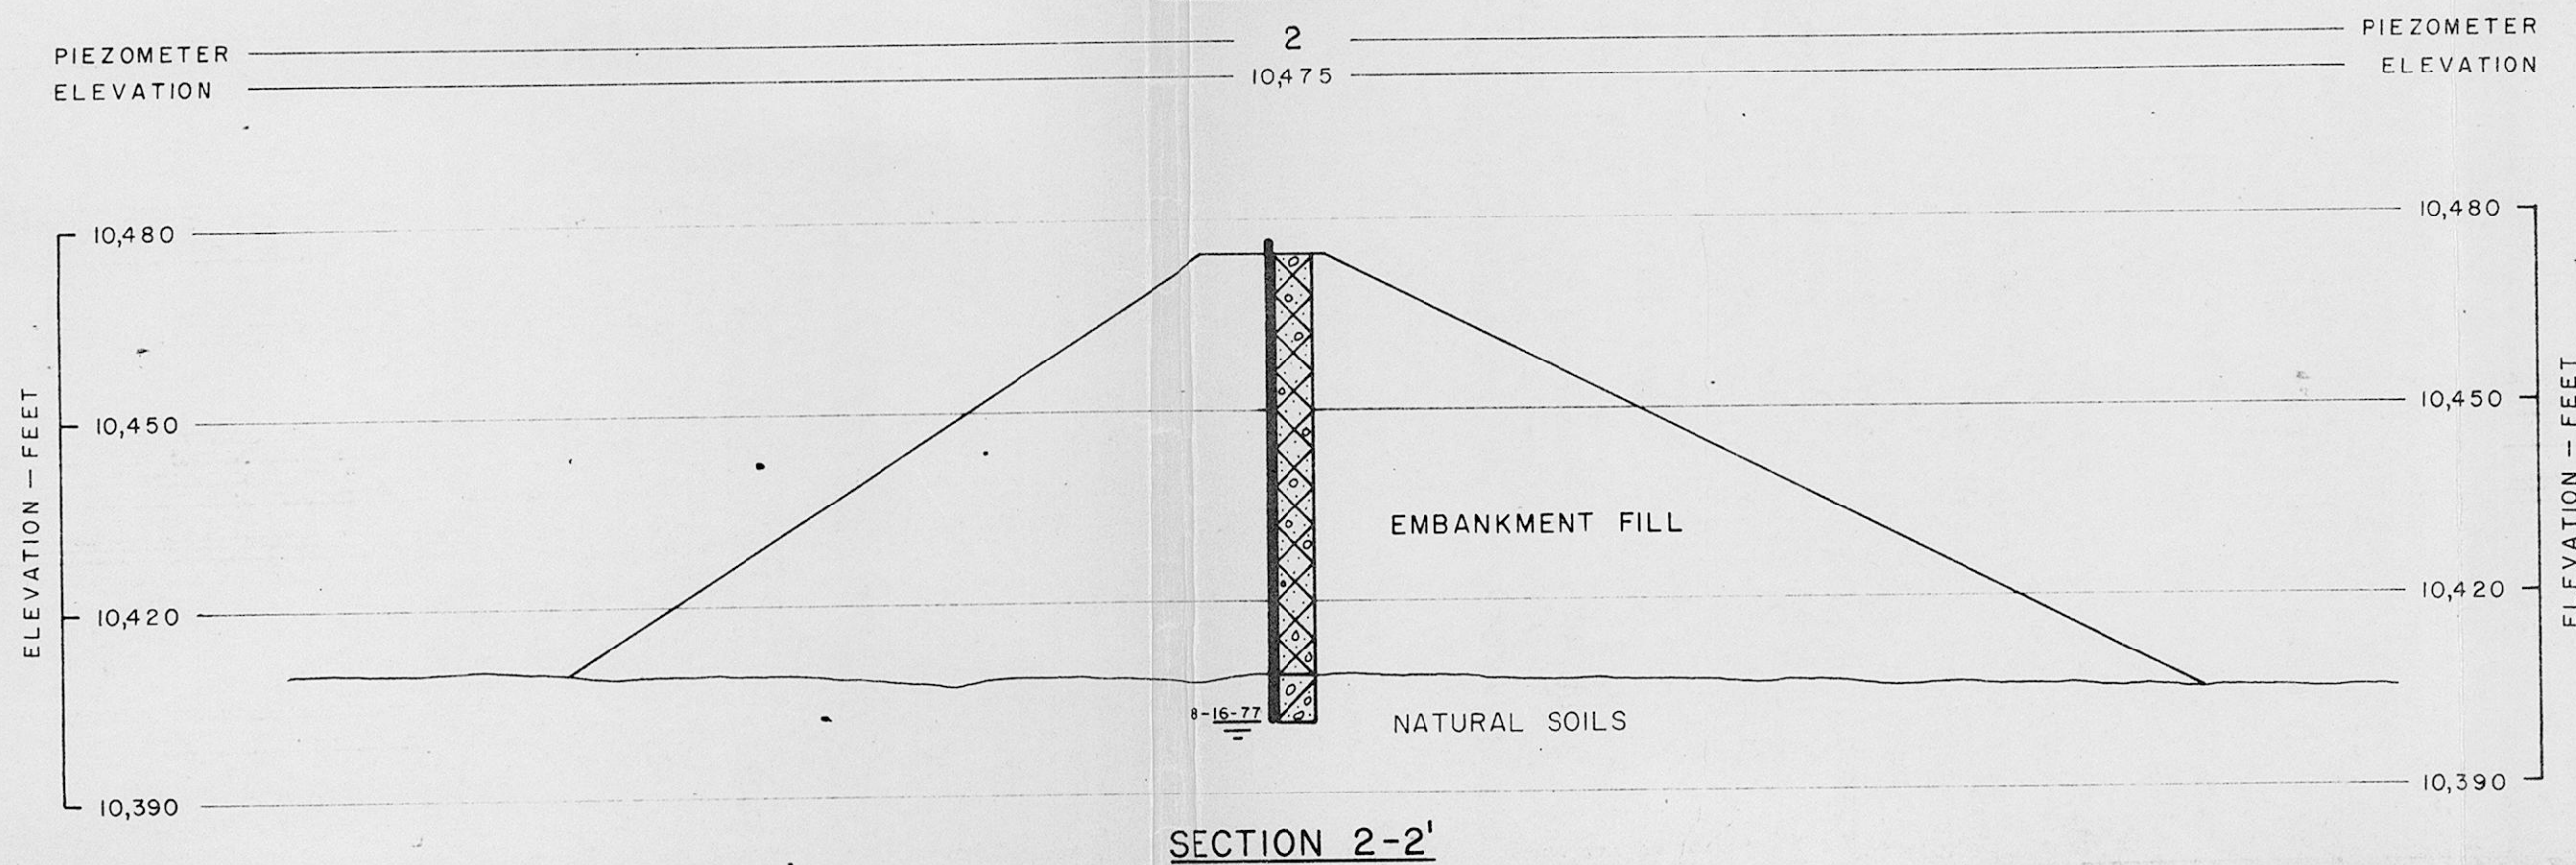 PIEZOMETER 2 PIEZOMETER
ELEVATION 10,475 ELEVATION
10,480 10,480
10,450 10,450
ELEVATION — FEET
ELEVATION — FEET
EMBANKMENT FILL
10,420 10,420
8-16-77
NATURAL SOILS
10,390 10,390
SECTION 2-2'